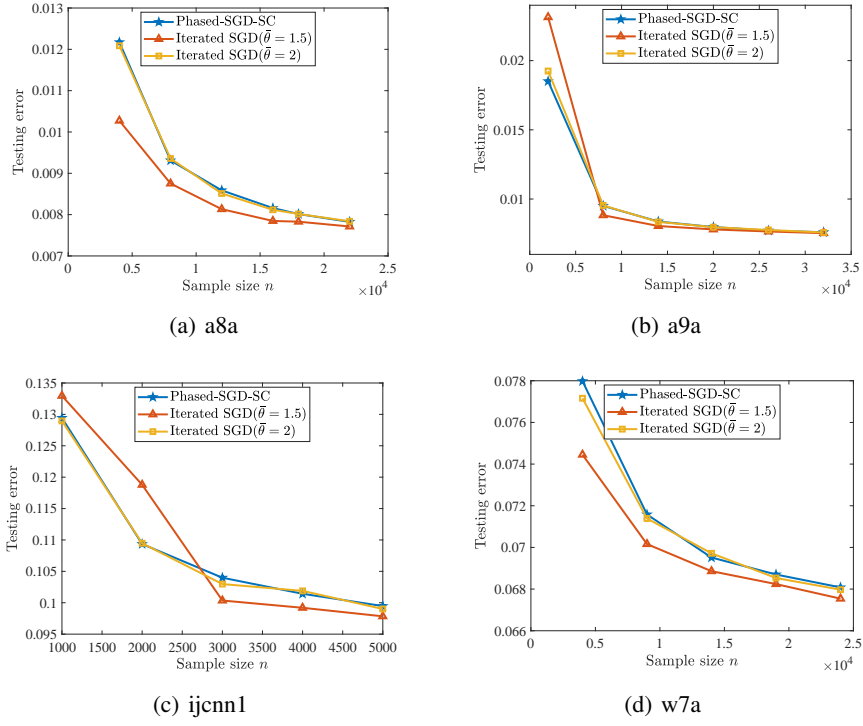 0.013
0.012
0.011
0.01
0.009
0.008
0.007
Testing error
Phased-SGD-SC
Iterated SGD(θ̄ = 1.5)
Iterated SGD(θ̄ = 2)
0 0.5 1 1.5 2 2.5
Sample size n
×10⁴
(a) a8a
0.02
0.015
0.01
Testing error
Phased-SGD-SC
Iterated SGD(θ̄ = 1.5)
Iterated SGD(θ̄ = 2)
0 0.5 1 1.5 2 2.5 3 3.5
Sample size n
×10⁴
(b) a9a
0.135
0.13
0.125
0.12
0.115
0.11
0.105
0.1
0.095
Testing error
Phased-SGD-SC
Iterated SGD(θ̄ = 1.5)
Iterated SGD(θ̄ = 2)
1000 1500 2000 2500 3000 3500 4000 4500 5000
Sample size n
(c) ijcnn1
0.078
0.076
0.074
0.072
0.07
0.068
0.066
Testing error
Phased-SGD-SC
Iterated SGD(θ̄ = 1.5)
Iterated SGD(θ̄ = 2)
0 0.5 1 1.5 2 2.5
Sample size n
×10⁴
(d) w7a